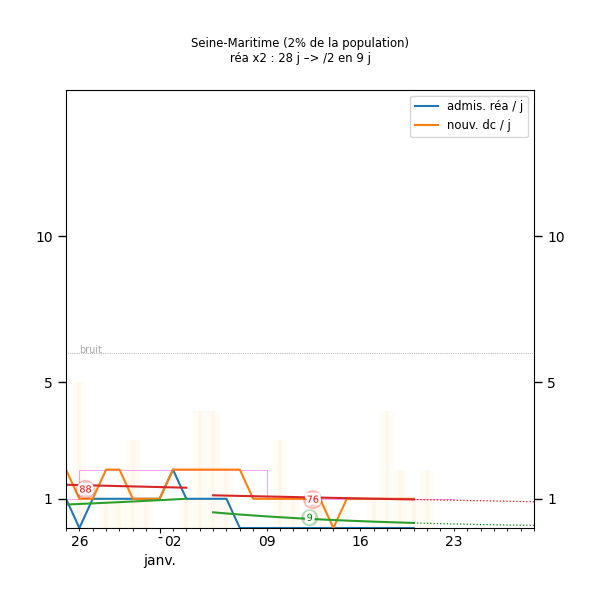 Seine-Maritime (2% de la population)
réa x2 : 28 j –> /2 en 9 j
admis. réa / j
nouv. dc / j
10 10
bruit
5 5
88
76
1 1
9
26 02 09 16 23
janv.